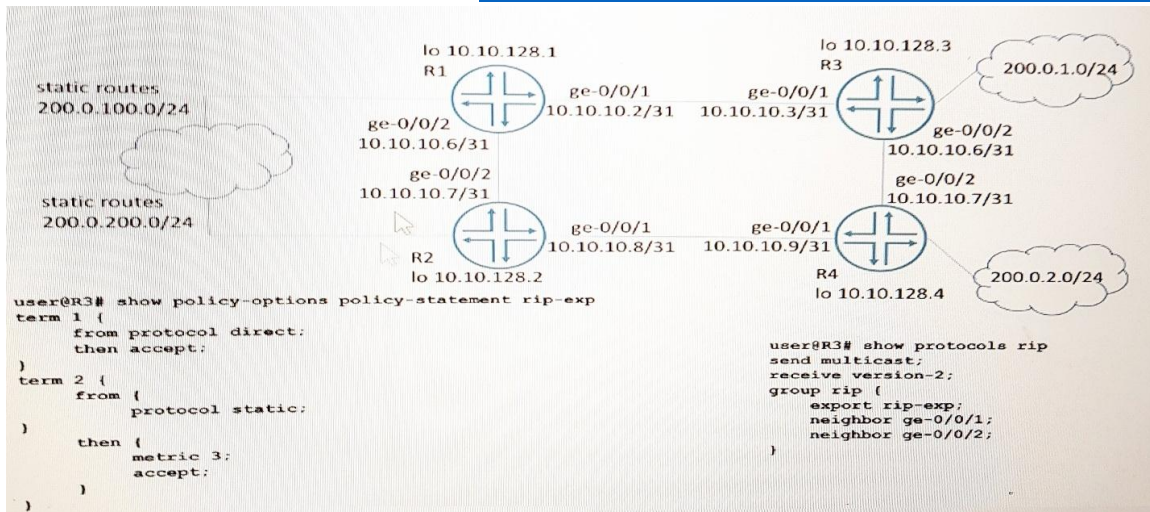 lo 10.10.128.1
R1
lo 10.10.128.3
R3
200.0.1.0/24
static routes
200.0.100.0/24
ge-0/0/1
10.10.10.2/31
ge-0/0/1
10.10.10.3/31
ge-0/0/2
10.10.10.6/31
ge-0/0/2
10.10.10.6/31
ge-0/0/2
10.10.10.7/31
ge-0/0/2
10.10.10.7/31
static routes
200.0.200.0/24
ge-0/0/1
10.10.10.8/31
ge-0/0/1
10.10.10.9/31
R2
lo 10.10.128.2
R4
lo 10.10.128.4
200.0.2.0/24
user@R3# show policy-options policy-statement rip-exp
term 1 {
from protocol direct;
then accept;
}
term 2 {
from {
protocol static;
}
then {
metric 3;
accept;
}
}
user@R3# show protocols rip
send multicast;
receive version-2;
group rip {
export rip-exp;
neighbor ge-0/0/1;
neighbor ge-0/0/2;
}